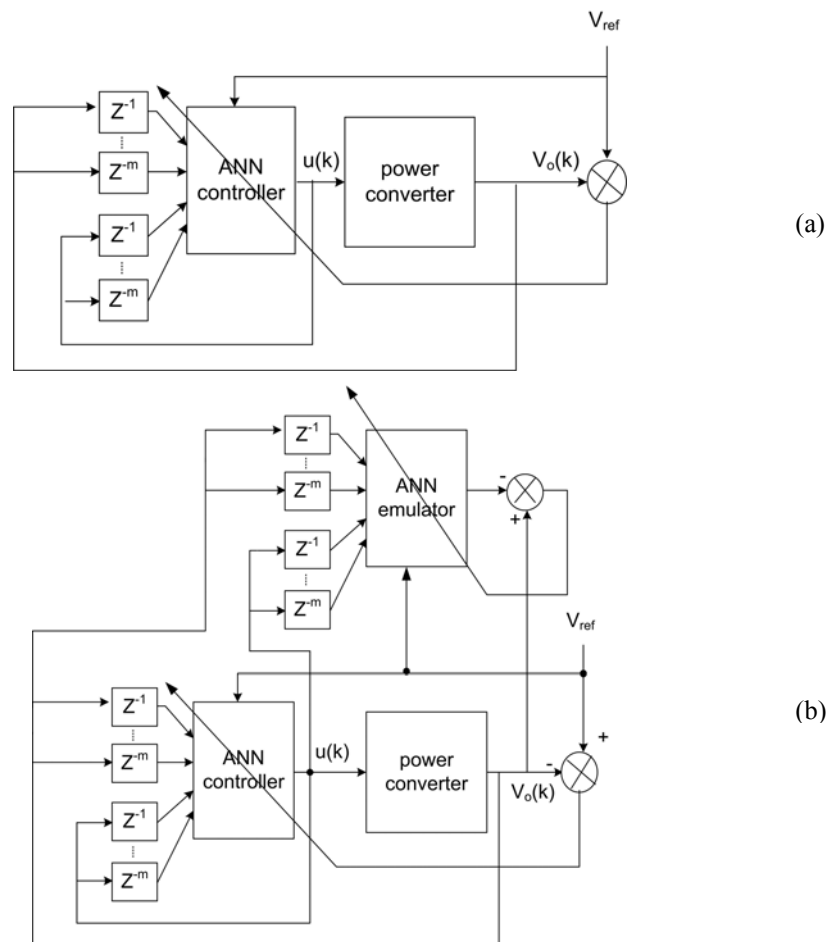 V_ref
Z^-1
Z^-m
Z^-1
Z^-m
ANN
controller
u(k)
power
converter
V_o(k)
(a)
Z^-1
Z^-m
Z^-1
Z^-m
ANN
emulator
-
+
V_ref
Z^-1
Z^-m
Z^-1
Z^-m
ANN
controller
u(k)
power
converter
V_o(k)
-
+
(b)